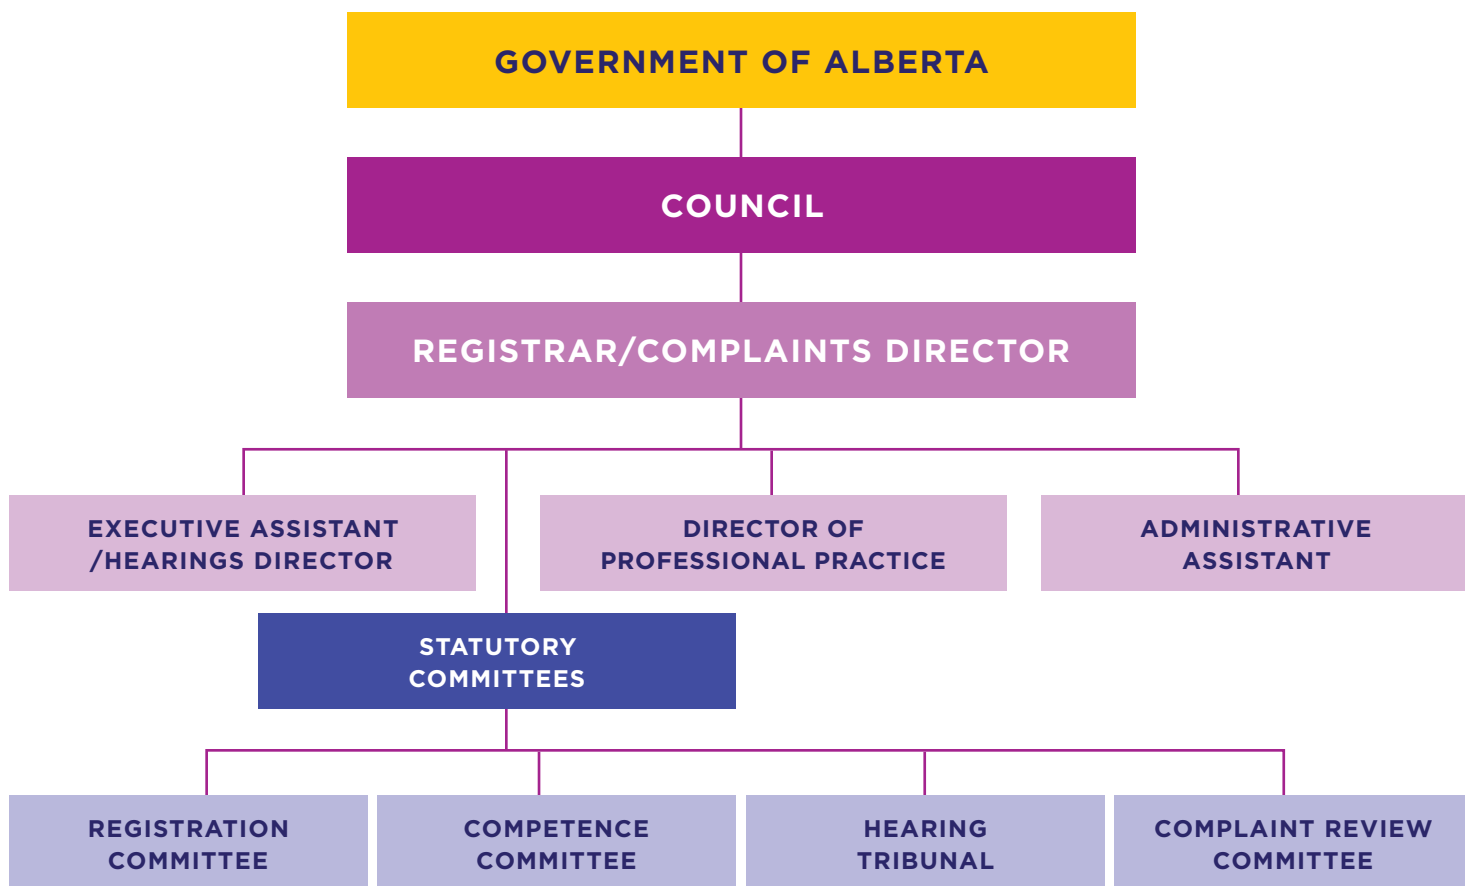 GOVERNMENT OF ALBERTA
COUNCIL
REGISTRAR/COMPLAINTS DIRECTOR
EXECUTIVE ASSISTANT
/HEARINGS DIRECTOR
DIRECTOR OF
PROFESSIONAL PRACTICE
ADMINISTRATIVE
ASSISTANT
STATUTORY
COMMITTEES
REGISTRATION
COMMITTEE
COMPETENCE
COMMITTEE
HEARING
TRIBUNAL
COMPLAINT REVIEW
COMMITTEE